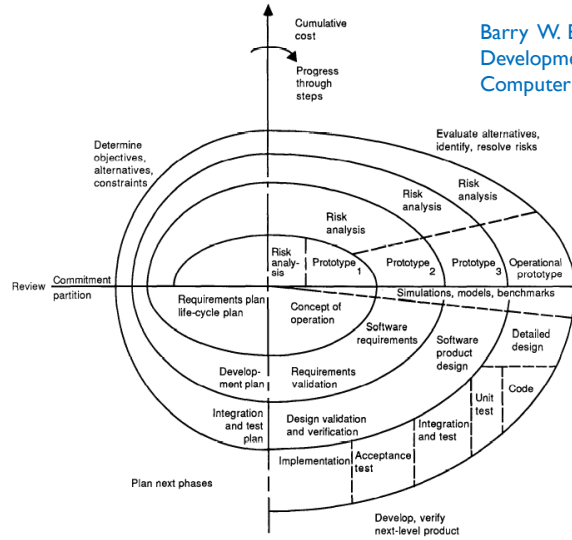 Cumulative
cost
Progress
through
steps
Barry W.
Developme
Computer
Determine
objectives,
alternatives,
constraints
Evaluate alternatives,
identify, resolve risks
Risk
analysis
Risk
analysis
Risk
analysis
Risk
analy-
sis
Prototype
1
Prototype
2
Prototype
3
Operational
prototype
Review
Commitment
partition
Simulations, models, benchmarks
Requirements plan
life-cycle plan
Concept of
operation
Software
requirements
Software
product
design
Detailed
design
Develop-
ment plan
Requirements
validation
Unit
test
Code
Integration
and test
plan
Design validation
and verification
Integration
and test
Implementation
Acceptance
test
Plan next phases
Develop, verify
next-level product